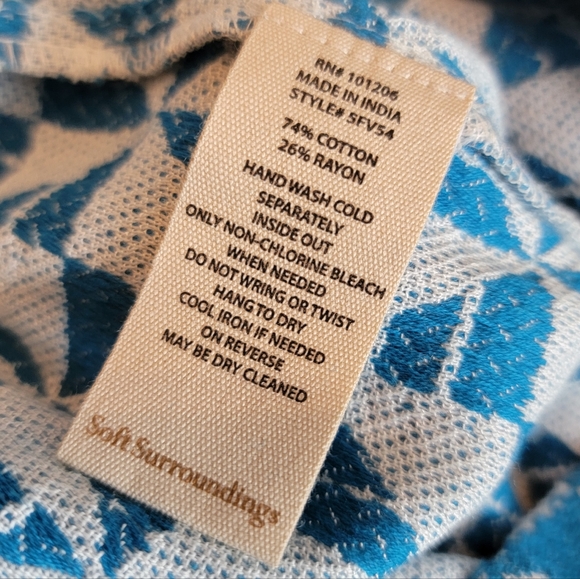 RN# 101206
MADE IN INDIA
STYLE# 5FV54
74% COTTON
26% RAYON
HAND WASH COLD
SEPARATELY
INSIDE OUT
ONLY NON-CHLORINE BLEACH
WHEN NEEDED
DO NOT WRING OR TWIST
HANG TO DRY
COOL IRON IF NEEDED
ON REVERSE
MAY BE DRY CLEANED
Soft Surroundings